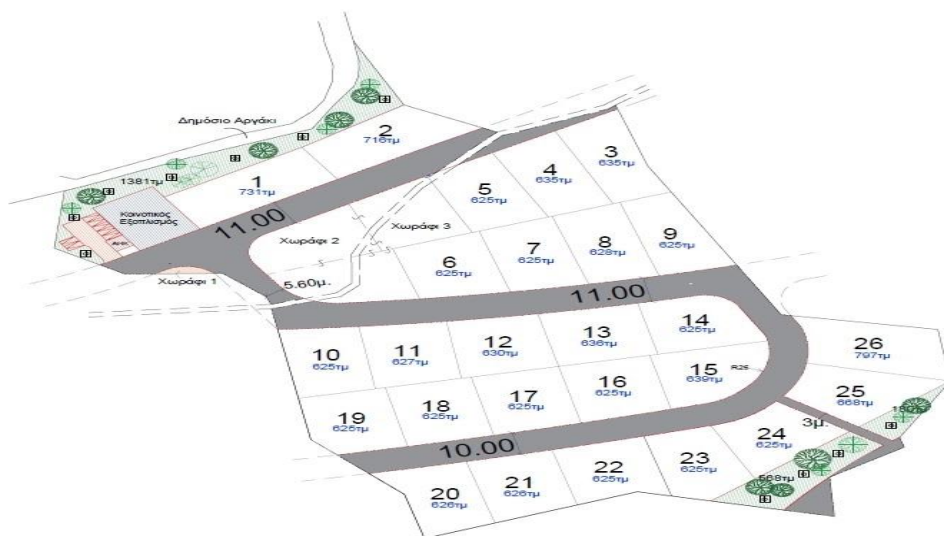 Δημόσιο Αργάκι
2
716τμ
1381τμ
1
731τμ
Κοινοτικός
Εξοπλισμός
11.00
3
635τμ
4
635τμ
5
625τμ
Χωράφι 2
Χωράφι 3
Χωράφι 1
5.60μ.
6
625τμ
7
625τμ
8
628τμ
9
625τμ
11.00
10
625τμ
11
627τμ
12
630τμ
13
636τμ
14
625τμ
15
639τμ
R25
16
625τμ
17
625τμ
18
625τμ
19
625τμ
26
797τμ
25
668τμ
3μ.
10.00
24
625τμ
23
625τμ
22
625τμ
21
626τμ
20
626τμ
568τμ